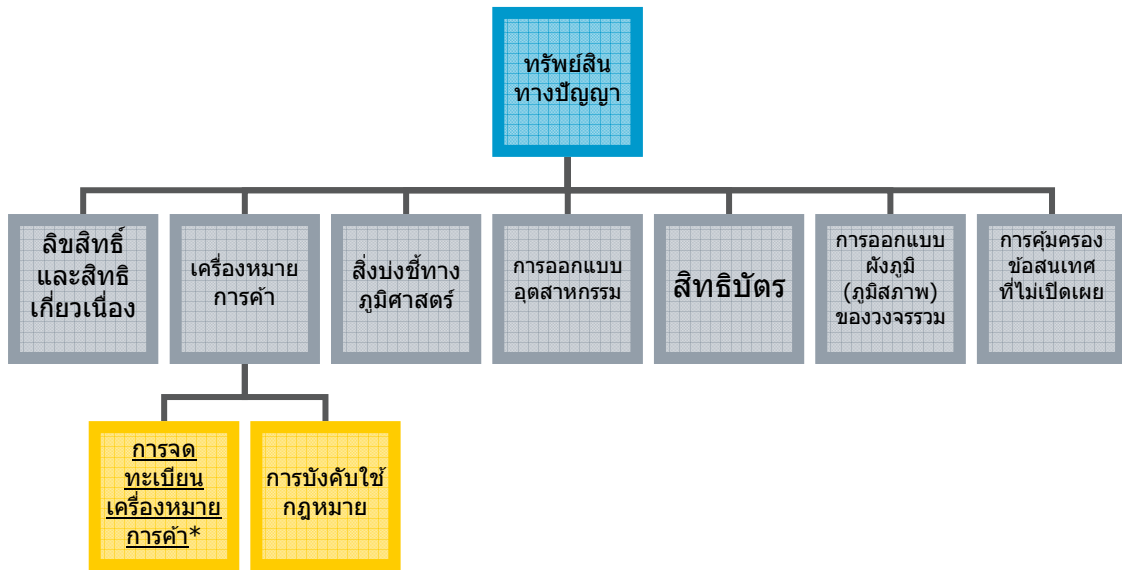 ทรัพย์สิน
ทางปัญญา
ลิขสิทธิ์
และสิทธิ
เกี่ยวเนื่อง
เครื่องหมาย
การค้า
สิ่งบ่งชี้ทาง
ภูมิศาสตร์
การออกแบบ
อุตสาหกรรม
สิทธิบัตร
การออกแบบ
ผังภูมิ
(ภูมิสภาพ)
ของวงจรรวม
การคุ้มครอง
ข้อสนเทศ
ที่ไม่เปิดเผย
การจด
ทะเบียน
เครื่องหมาย
การค้า*
การบังคับใช้
กฎหมาย